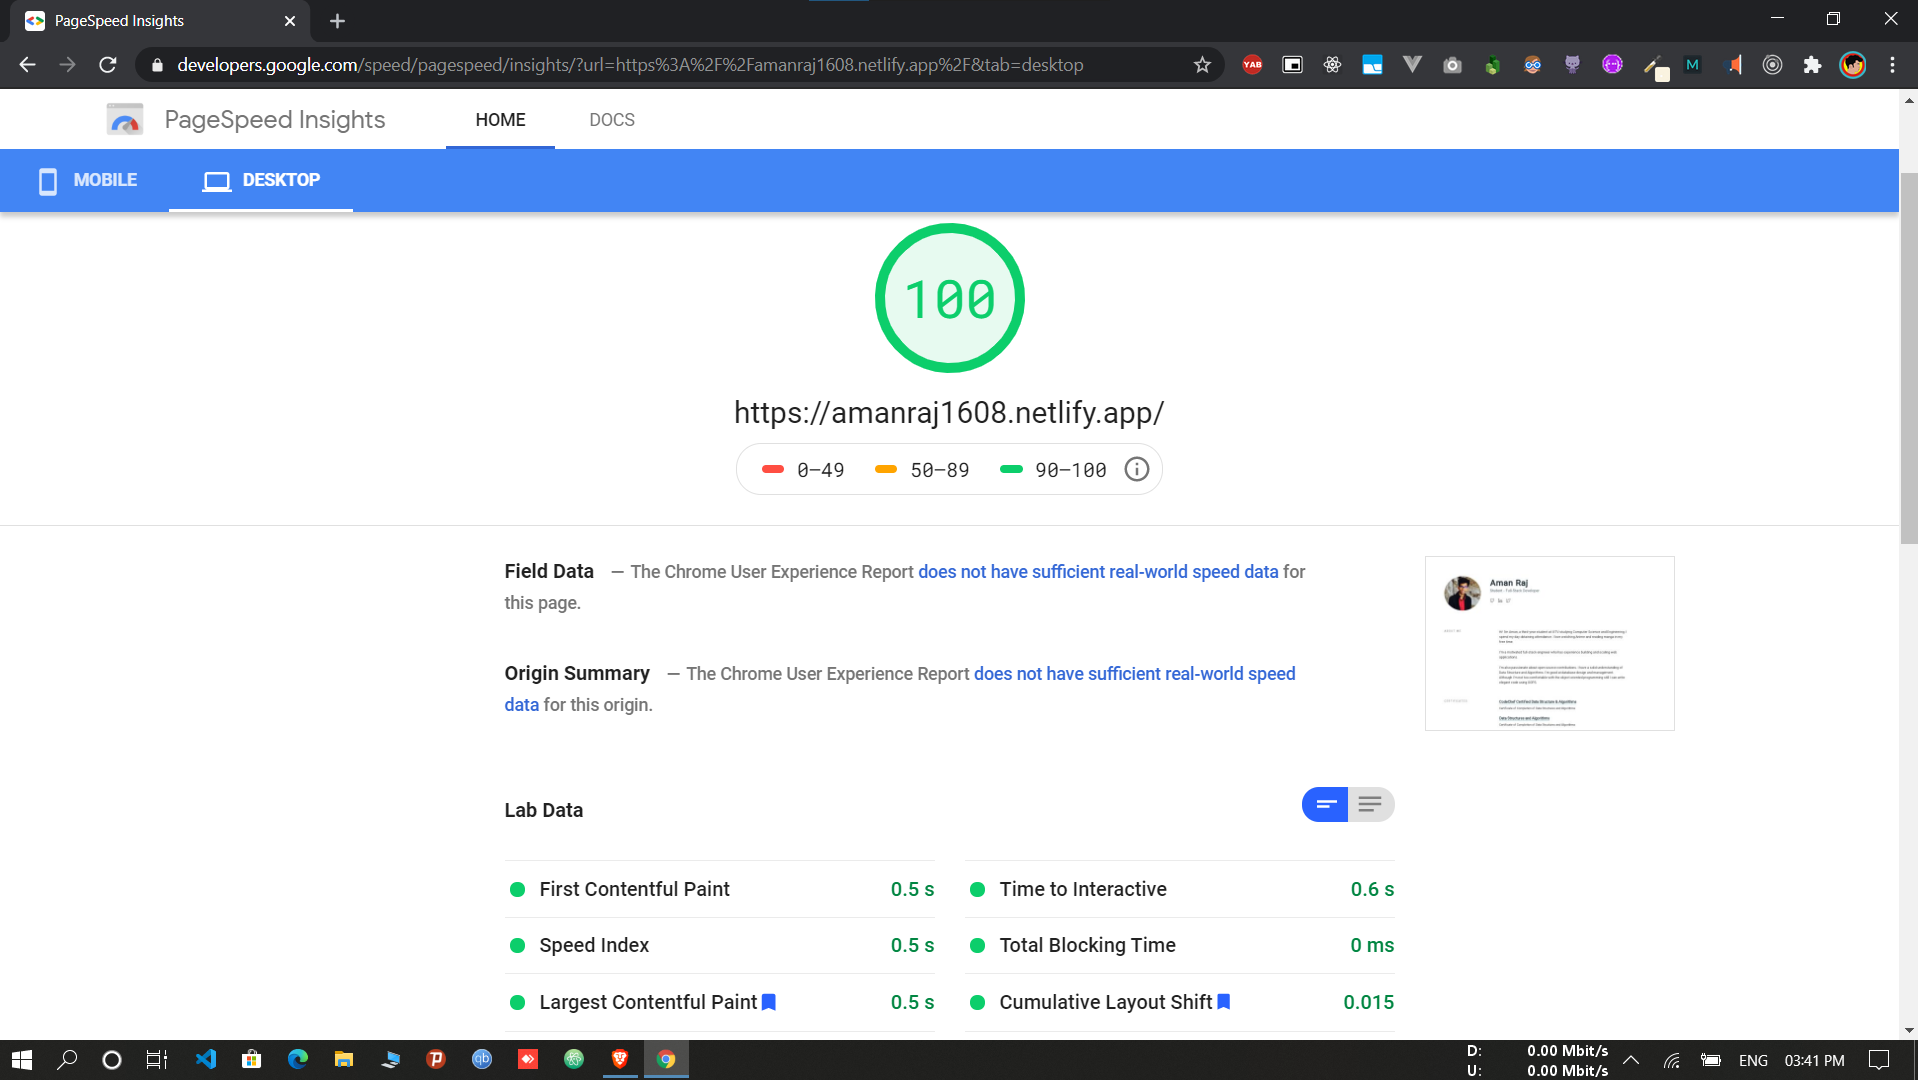 PageSpeed Insights
developers.google.com/speed/pagespeed/insights/?url=https%3A%2F%2Famanraj1608.netlify.app%2F&tab=desktop
YAB
M
PageSpeed Insights
HOME
DOCS
MOBILE
DESKTOP
100
https://amanraj1608.netlify.app/
0–49
50–89
90–100
Field Data — The Chrome User Experience Report does not have sufficient real-world speed data for
this page.
Aman Raj
Origin Summary — The Chrome User Experience Report does not have sufficient real-world speed
data for this origin.
Data Structures and Algorithms
Lab Data
First Contentful Paint 0.5 s
Time to Interactive 0.6 s
Speed Index 0.5 s
Total Blocking Time 0 ms
Largest Contentful Paint 0.5 s
Cumulative Layout Shift 0.015
qb
D: 0.00 Mbit/s
U: 0.00 Mbit/s
ENG
03:41 PM